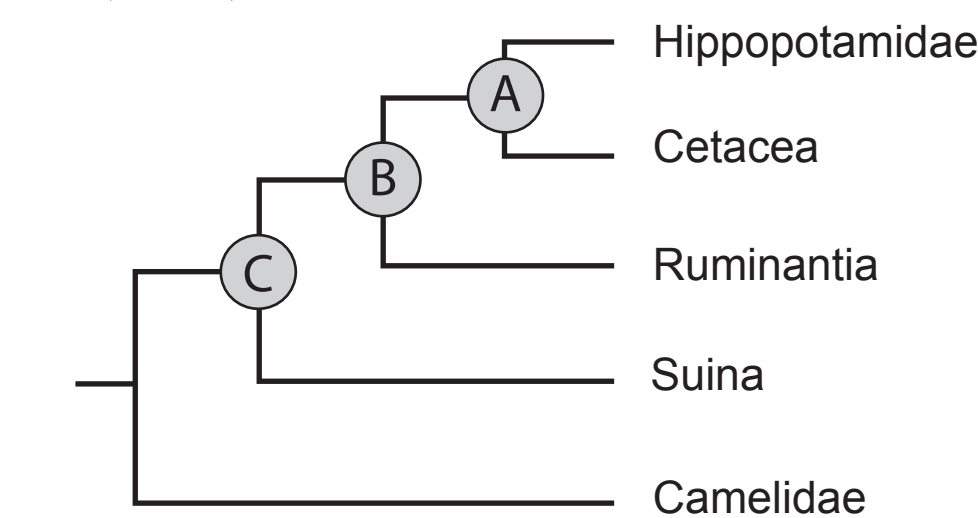 Hippopotamidae
A
Cetacea
B
Ruminantia
C
Suina
Camelidae